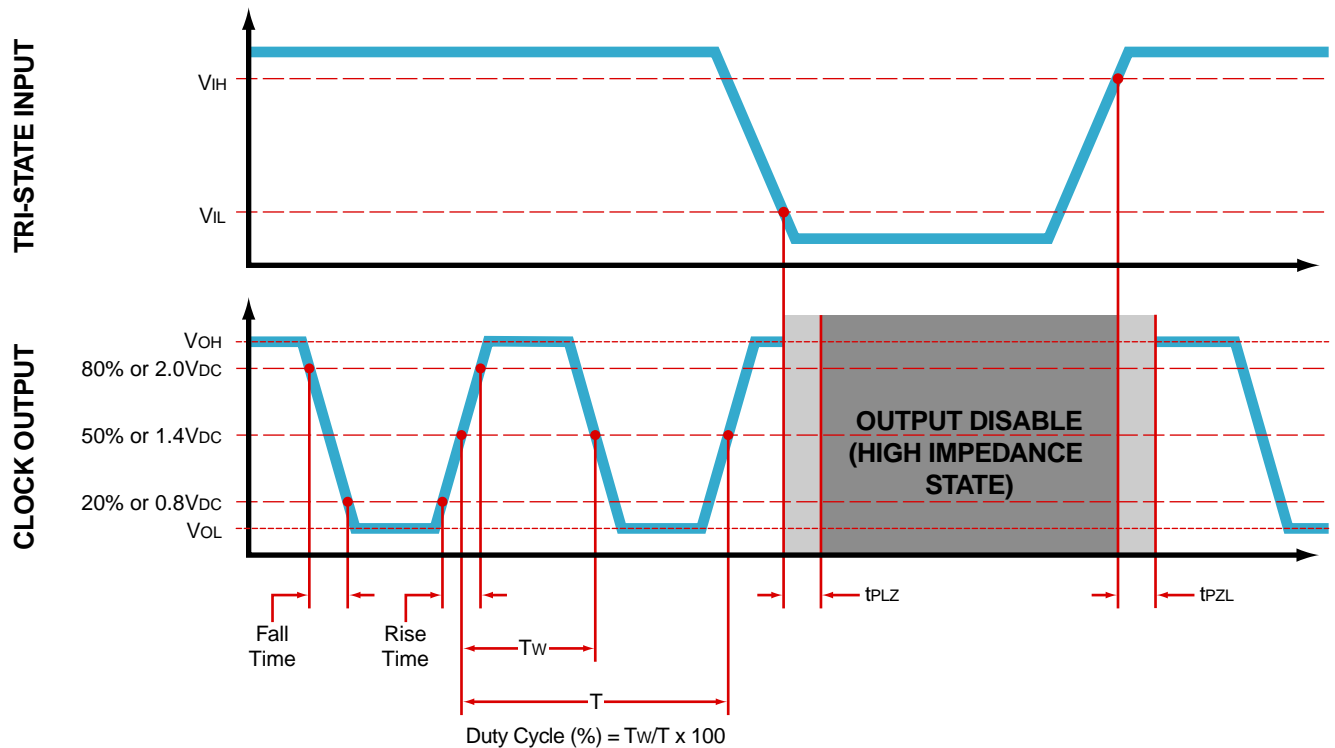 TRI-STATE INPUT
VIH
VIL
CLOCK OUTPUT
VOH
80% or 2.0VDC
50% or 1.4VDC
20% or 0.8VDC
VOL
OUTPUT DISABLE
(HIGH IMPEDANCE
STATE)
tPLZ
tPZL
Fall
Time
Rise
Time
TW
T
Duty Cycle (%) = TW/T x 100